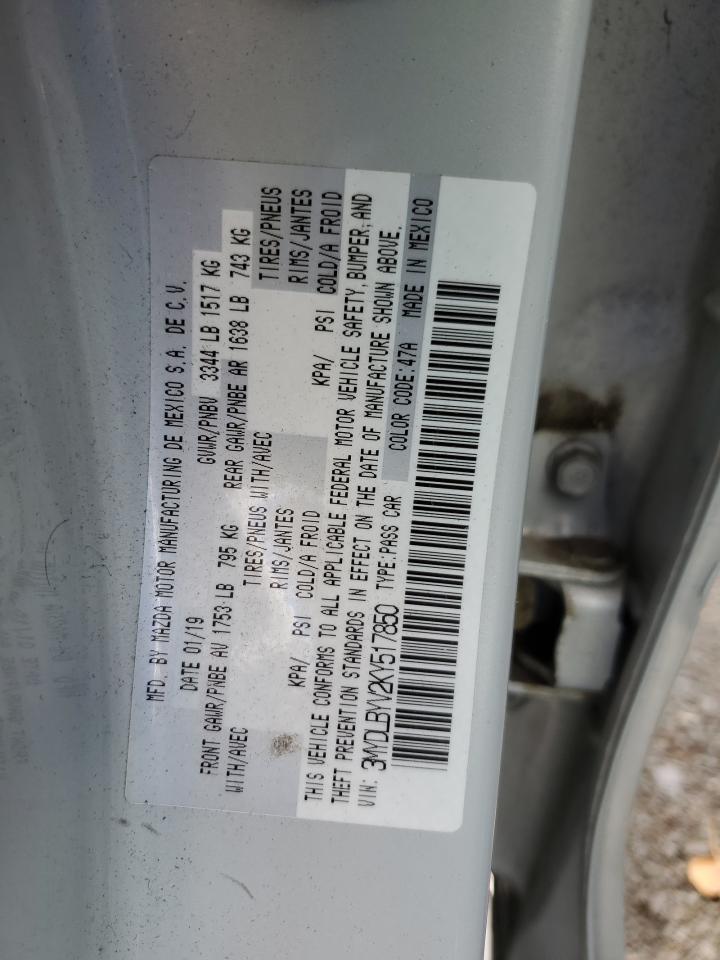 MFD. BY MAZDA MOTOR MANUFACTURING DE MEXICO S.A. DE C.V.
DATE 01/19 GVWR/PNBV 3344 LB 1517 KG
FRONT GAWR/PNBE AV 1753 LB 795 KG REAR GAWR/PNBE AR 1638 LB 743 KG
WITH/AVEC TIRES/PNEUS WITH/AVEC TIRES/PNEUS
RIMS/JANTES RIMS/JANTES
KPA/ PSI COLD/A FROID KPA/ PSI COLD/A FROID
THIS VEHICLE CONFORMS TO ALL APPLICABLE FEDERAL MOTOR VEHICLE SAFETY, BUMPER, AND
THEFT PREVENTION STANDARDS IN EFFECT ON THE DATE OF MANUFACTURE SHOWN ABOVE.
VIN: 3MYDLBYV2KY517850 TYPE:PASS CAR COLOR CODE:47A MADE IN MEXICO